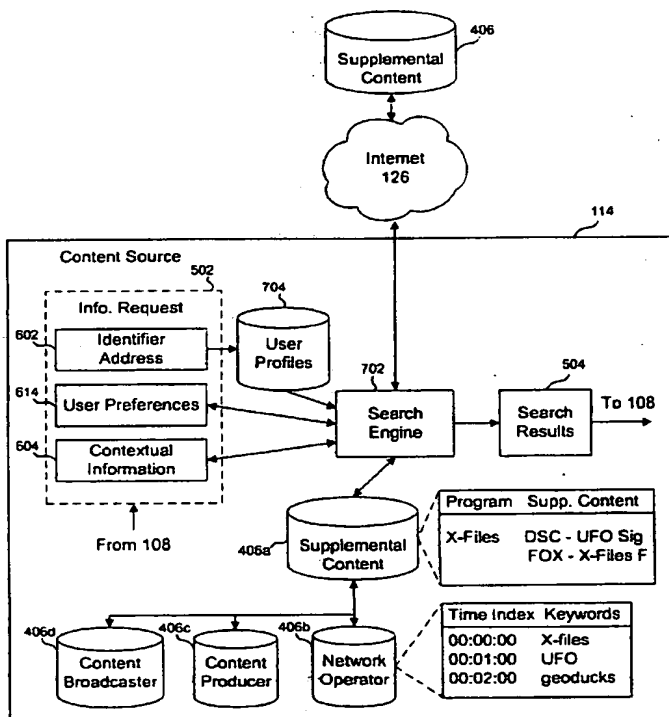 406
Supplemental
Content
Internet
126
114
Content Source
502
Info. Request
704
602
Identifier
Address
User
Profiles
702
504
614
User Preferences
Search
Engine
Search
Results
To 108
604
Contextual
Information
From 108
406a
Supplemental
Content
Program Supp. Content
X-Files DSC - UFO Sig
FOX - X-Files F
406d
Content
Broadcaster
406c
Content
Producer
406b
Network
Operator
Time Index Keywords
00:00:00 X-files
00:01:00 UFO
00:02:00 geoducks